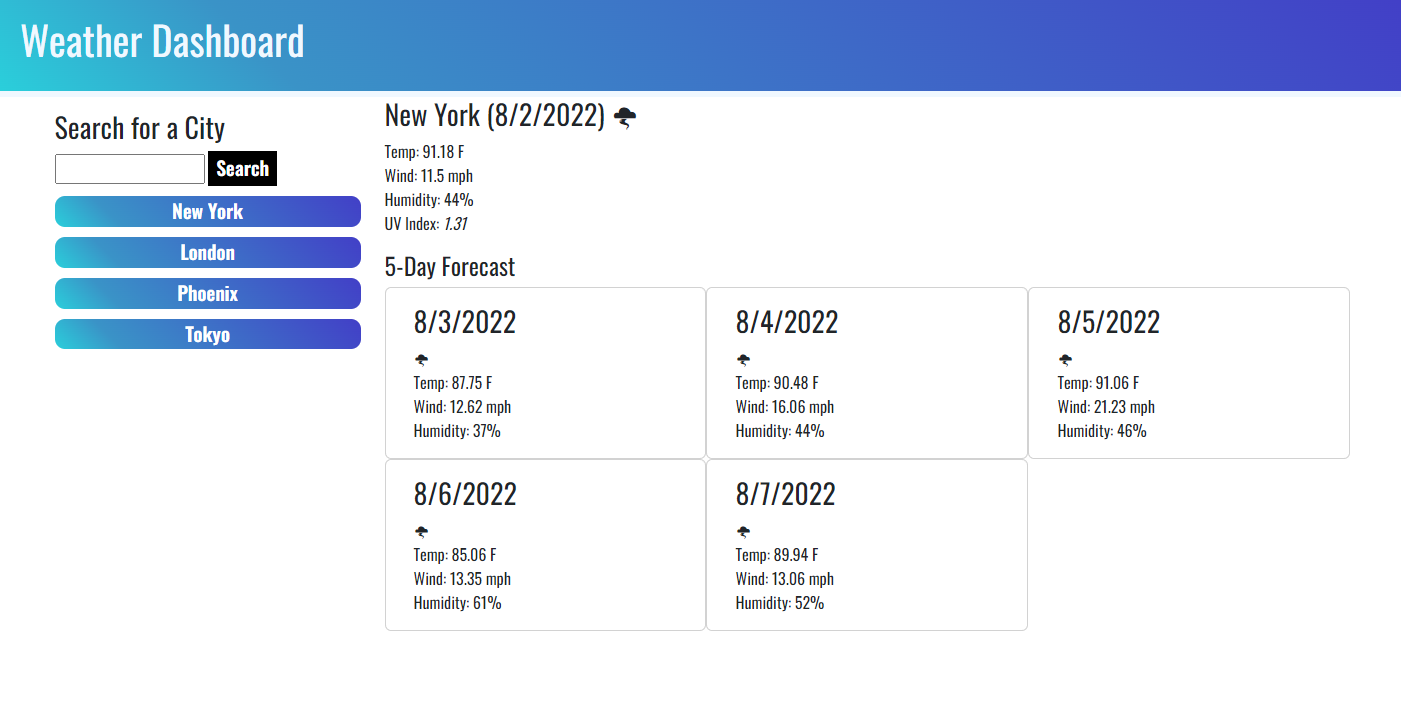 Weather Dashboard
Search for a City
Search
New York
London
Phoenix
Tokyo
New York (8/2/2022)
Temp: 91.18 F
Wind: 11.5 mph
Humidity: 44%
UV Index: 1.31
5-Day Forecast
8/3/2022
Temp: 87.75 F
Wind: 12.62 mph
Humidity: 37%
8/4/2022
Temp: 90.48 F
Wind: 16.06 mph
Humidity: 44%
8/5/2022
Temp: 91.06 F
Wind: 21.23 mph
Humidity: 46%
8/6/2022
Temp: 85.06 F
Wind: 13.35 mph
Humidity: 61%
8/7/2022
Temp: 89.94 F
Wind: 13.06 mph
Humidity: 52%